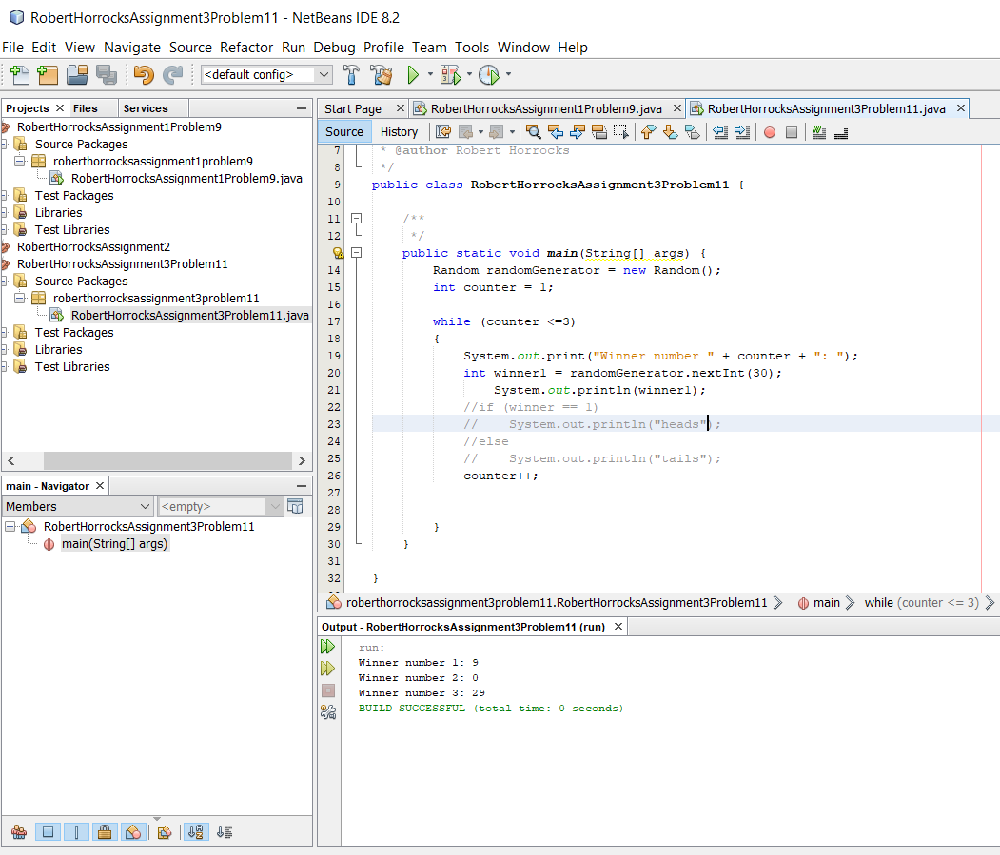 RobertHorrocksAssignment3Problem11 - NetBeans IDE 8.2
File Edit View Navigate Source Refactor Run Debug Profile Team Tools Window Help
<default config>
Projects Files Services
RobertHorrocksAssignment1Problem9
Source Packages
roberthorrocksassignment1problem9
RobertHorrocksAssignment1Problem9.java
Test Packages
Libraries
Test Libraries
RobertHorrocksAssignment2
RobertHorrocksAssignment3Problem11
Source Packages
roberthorrocksassignment3problem11
RobertHorrocksAssignment3Problem11.java
Test Packages
Libraries
Test Libraries
main - Navigator
Members <empty>
RobertHorrocksAssignment3Problem11
main(String[] args)
Start Page RobertHorrocksAssignment1Problem9.java RobertHorrocksAssignment3Problem11.java
Source History
7 * @author Robert Horrocks
8 */
9 public class RobertHorrocksAssignment3Problem11 {
10
11 /**
12 */
public static void main(String[] args) {
14 Random randomGenerator = new Random();
15 int counter = 1;
16
17 while (counter <=3)
18 {
19 System.out.print("Winner number " + counter + ": ");
20 int winner1 = randomGenerator.nextInt(30);
21 System.out.println(winner1);
22 //if (winner == 1)
23 // System.out.println("heads");
24 //else
25 // System.out.println("tails");
26 counter++;
27
28
29 }
30 }
31
32 }
roberthorrocksassignment3problem11.RobertHorrocksAssignment3Problem11 main while (counter <= 3)
Output - RobertHorrocksAssignment3Problem11 (run)
run:
Winner number 1: 9
Winner number 2: 0
Winner number 3: 29
BUILD SUCCESSFUL (total time: 0 seconds)